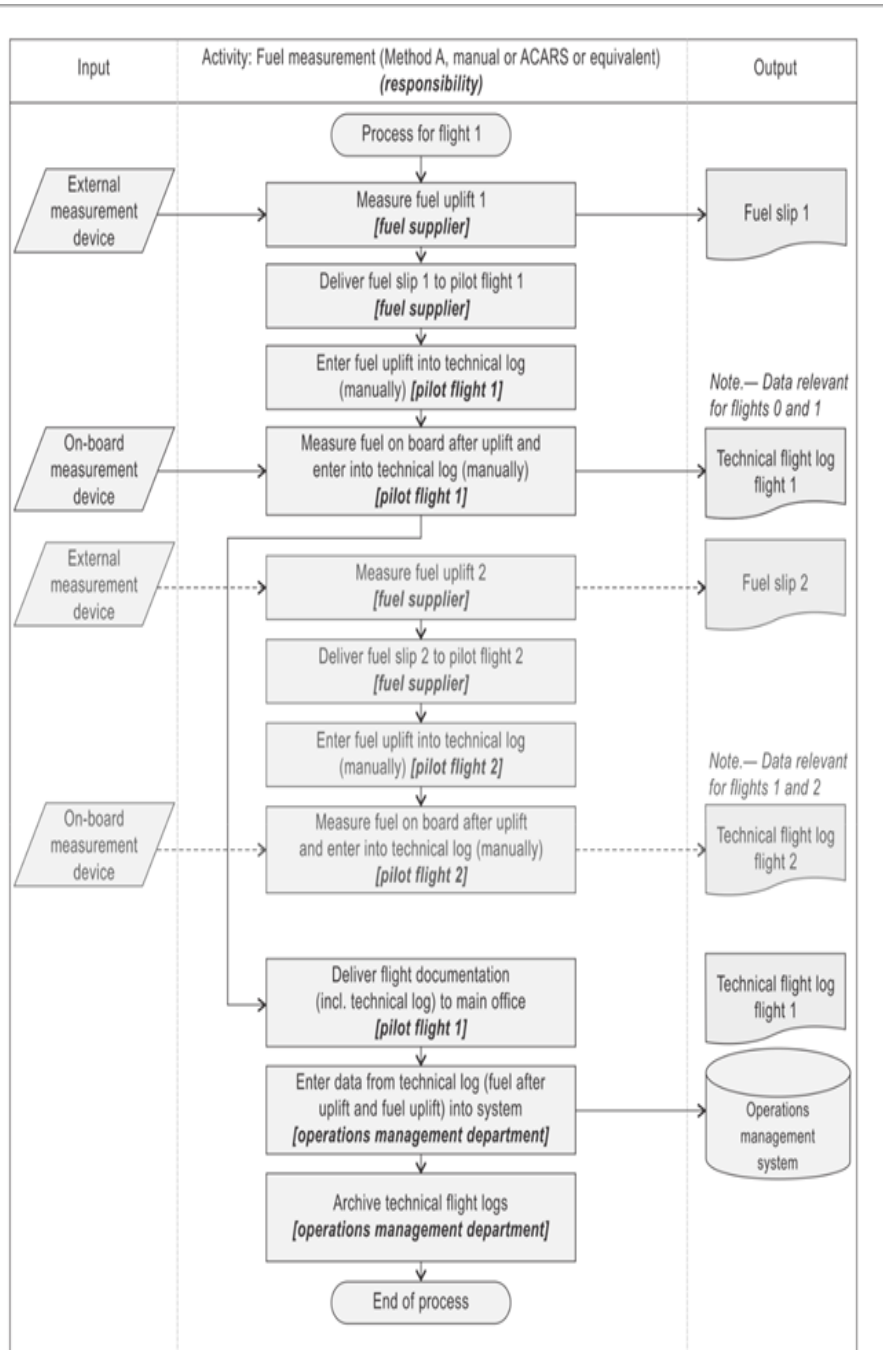 Input
Activity: Fuel measurement (Method A, manual or ACARS or equivalent)
(responsibility)
Output
Process for flight 1
External
measurement
device
Measure fuel uplift 1
[fuel supplier]
Fuel slip 1
Deliver fuel slip 1 to pilot flight 1
[fuel supplier]
Enter fuel uplift into technical log
(manually) [pilot flight 1]
Note.— Data relevant
for flights 0 and 1
On-board
measurement
device
Measure fuel on board after uplift and
enter into technical log (manually)
[pilot flight 1]
Technical flight log
flight 1
External
measurement
device
Measure fuel uplift 2
[fuel supplier]
Fuel slip 2
Deliver fuel slip 2 to pilot flight 2
[fuel supplier]
Enter fuel uplift into technical log
(manually) [pilot flight 2]
Note.— Data relevant
for flights 1 and 2
On-board
measurement
device
Measure fuel on board after uplift
and enter into technical log (manually)
[pilot flight 2]
Technical flight log
flight 2
Deliver flight documentation
(incl. technical log) to main office
[pilot flight 1]
Technical flight log
flight 1
Enter data from technical log (fuel after
uplift and fuel uplift) into system
[operations management department]
Operations
management
system
Archive technical flight logs
[operations management department]
End of process